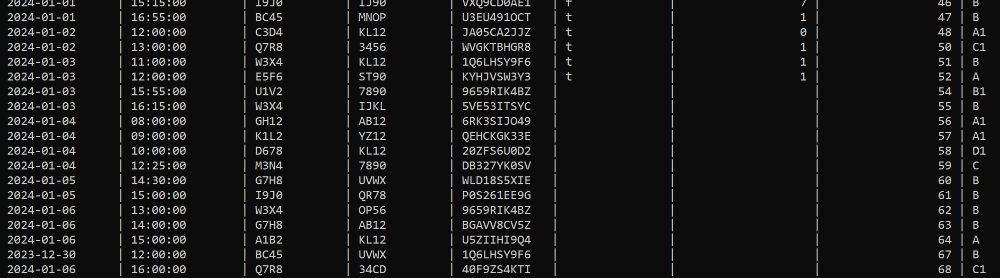 2024-01-01 | 15:15:00 | I9J0 | IJ90 | VXQ9CD0AE1 | t | 7 | 46 | B
2024-01-01 | 16:55:00 | BC45 | MNOP | U3EU491OCT | t | 1 | 47 | B
2024-01-02 | 12:00:00 | C3D4 | KL12 | JA05CA2JJZ | t | 0 | 48 | A1
2024-01-02 | 13:00:00 | Q7R8 | 3456 | WVGKTBHGR8 | t | 1 | 50 | C1
2024-01-03 | 11:00:00 | W3X4 | KL12 | 1Q6LHSY9F6 | t | 1 | 51 | B
2024-01-03 | 12:00:00 | E5F6 | ST90 | KYHJVSW3Y3 | t | 1 | 52 | A
2024-01-03 | 15:55:00 | U1V2 | 7890 | 9659RIK4BZ | | | 54 | B1
2024-01-03 | 16:15:00 | W3X4 | IJKL | 5VE53ITSYC | | | 55 | B
2024-01-04 | 08:00:00 | GH12 | AB12 | 6RK3SIJO49 | | | 56 | A1
2024-01-04 | 09:00:00 | K1L2 | YZ12 | QEHCKGK33E | | | 57 | A1
2024-01-04 | 10:00:00 | D678 | KL12 | 20ZFS6U0D2 | | | 58 | D1
2024-01-04 | 12:25:00 | M3N4 | 7890 | DB327YK0SV | | | 59 | C
2024-01-05 | 14:30:00 | G7H8 | UVWX | WLD18S5XIE | | | 60 | B
2024-01-05 | 15:00:00 | I9J0 | QR78 | P0S261EE9G | | | 61 | B
2024-01-06 | 13:00:00 | W3X4 | OP56 | 9659RIK4BZ | | | 62 | B
2024-01-06 | 14:00:00 | G7H8 | AB12 | BGAVV8CV5Z | | | 63 | B
2024-01-06 | 15:00:00 | A1B2 | KL12 | U5ZIIHI9Q4 | | | 64 | A
2023-12-30 | 12:00:00 | BC45 | UVWX | 1Q6LHSY9F6 | | | 67 | B
2024-01-06 | 16:00:00 | Q7R8 | 34CD | 40F9ZS4KTI | | | 68 | C1